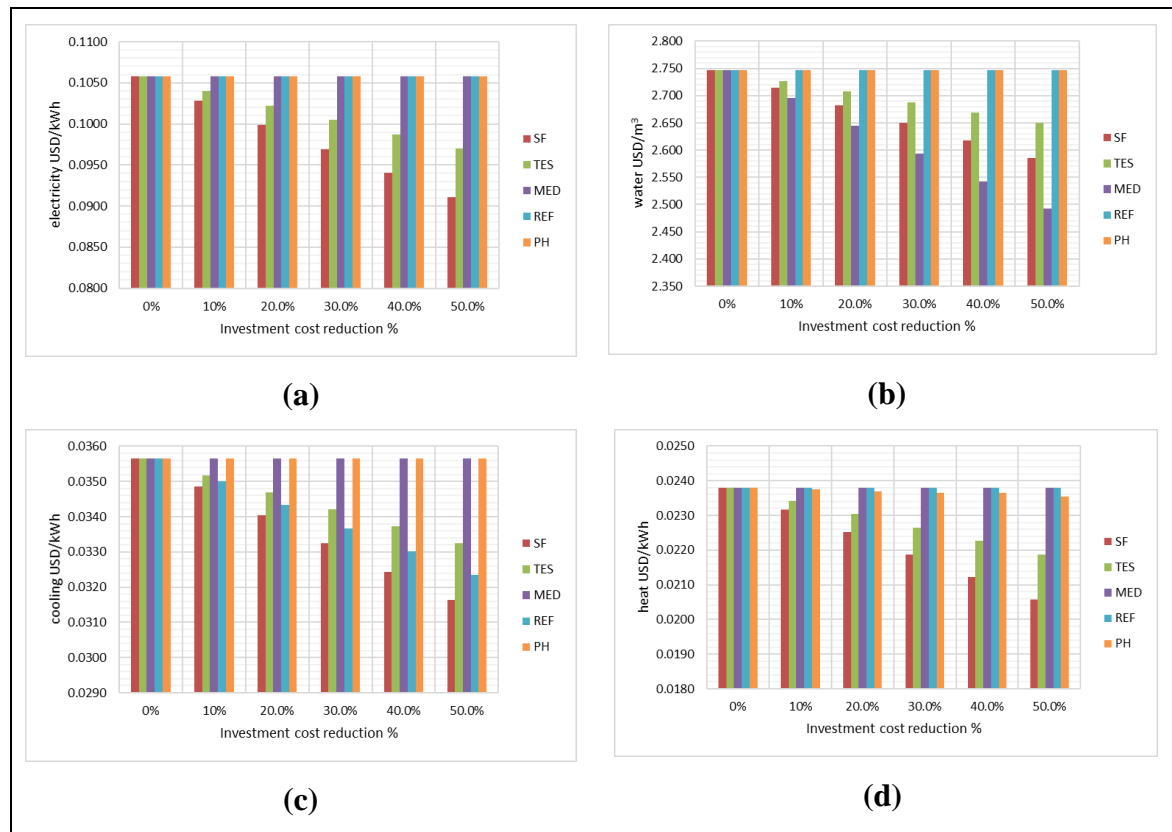 0.1100
0.1050
0.1000
0.0950
0.0900
0.0850
0.0800
electricity USD/kWh
0% 10% 20.0% 30.0% 40.0% 50.0%
Investment cost reduction %
SF
TES
MED
REF
PH
(a)
2.800
2.750
2.700
2.650
2.600
2.550
2.500
2.450
2.400
2.350
water USD/m³
0% 10% 20.0% 30.0% 40.0% 50.0%
Investment cost reduction %
SF
TES
MED
REF
PH
(b)
0.0360
0.0350
0.0340
0.0330
0.0320
0.0310
0.0300
0.0290
cooling USD/kWh
0% 10% 20.0% 30.0% 40.0% 50.0%
Investment cost reduction %
SF
TES
MED
REF
PH
(c)
0.0250
0.0240
0.0230
0.0220
0.0210
0.0200
0.0190
0.0180
heat USD/kWh
0% 10% 20.0% 30.0% 40.0% 50.0%
Investment cost reduction %
SF
TES
MED
REF
PH
(d)